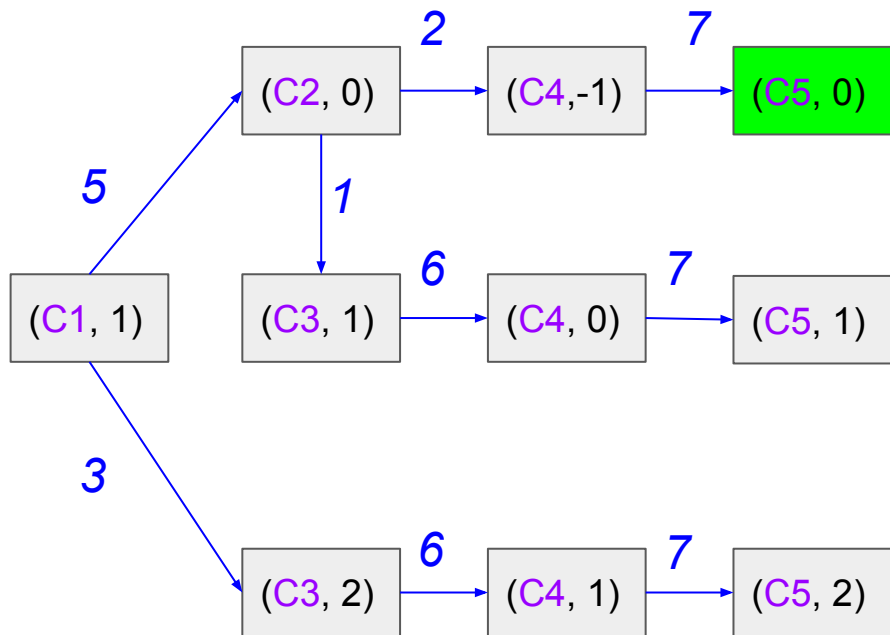 2
7
(C2, 0)
(C4,-1)
(C5, 0)
5
1
6
7
(C1, 1)
(C3, 1)
(C4, 0)
(C5, 1)
3
6
7
(C3, 2)
(C4, 1)
(C5, 2)